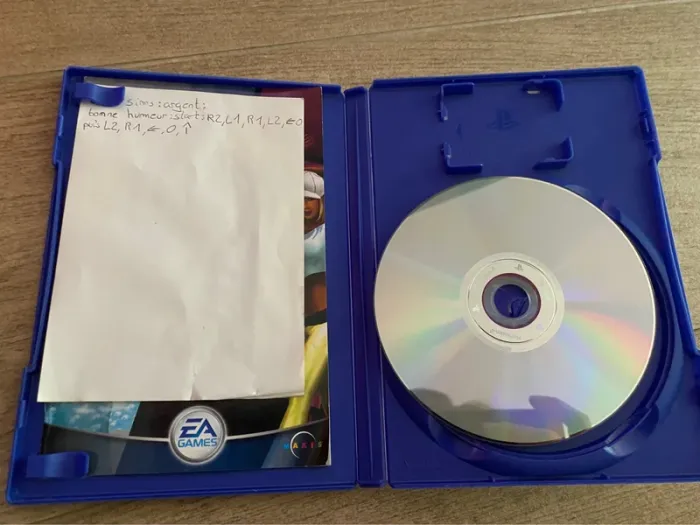 sims : argent :
bonne humeur : start : R2, L1, R1, L2, ← O
puis L2, R1, ←, O, ↑
EA
GAMES
MAXIS